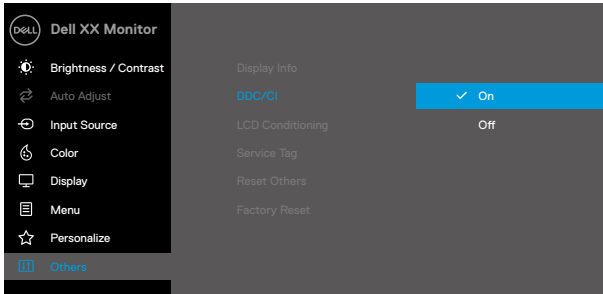 DELL Dell XX Monitor
Brightness / Contrast
Auto Adjust
Input Source
Color
Display
Menu
Personalize
Others
Display Info
DDC/CI
LCD Conditioning
Service Tag
Reset Others
Factory Reset
On
Off